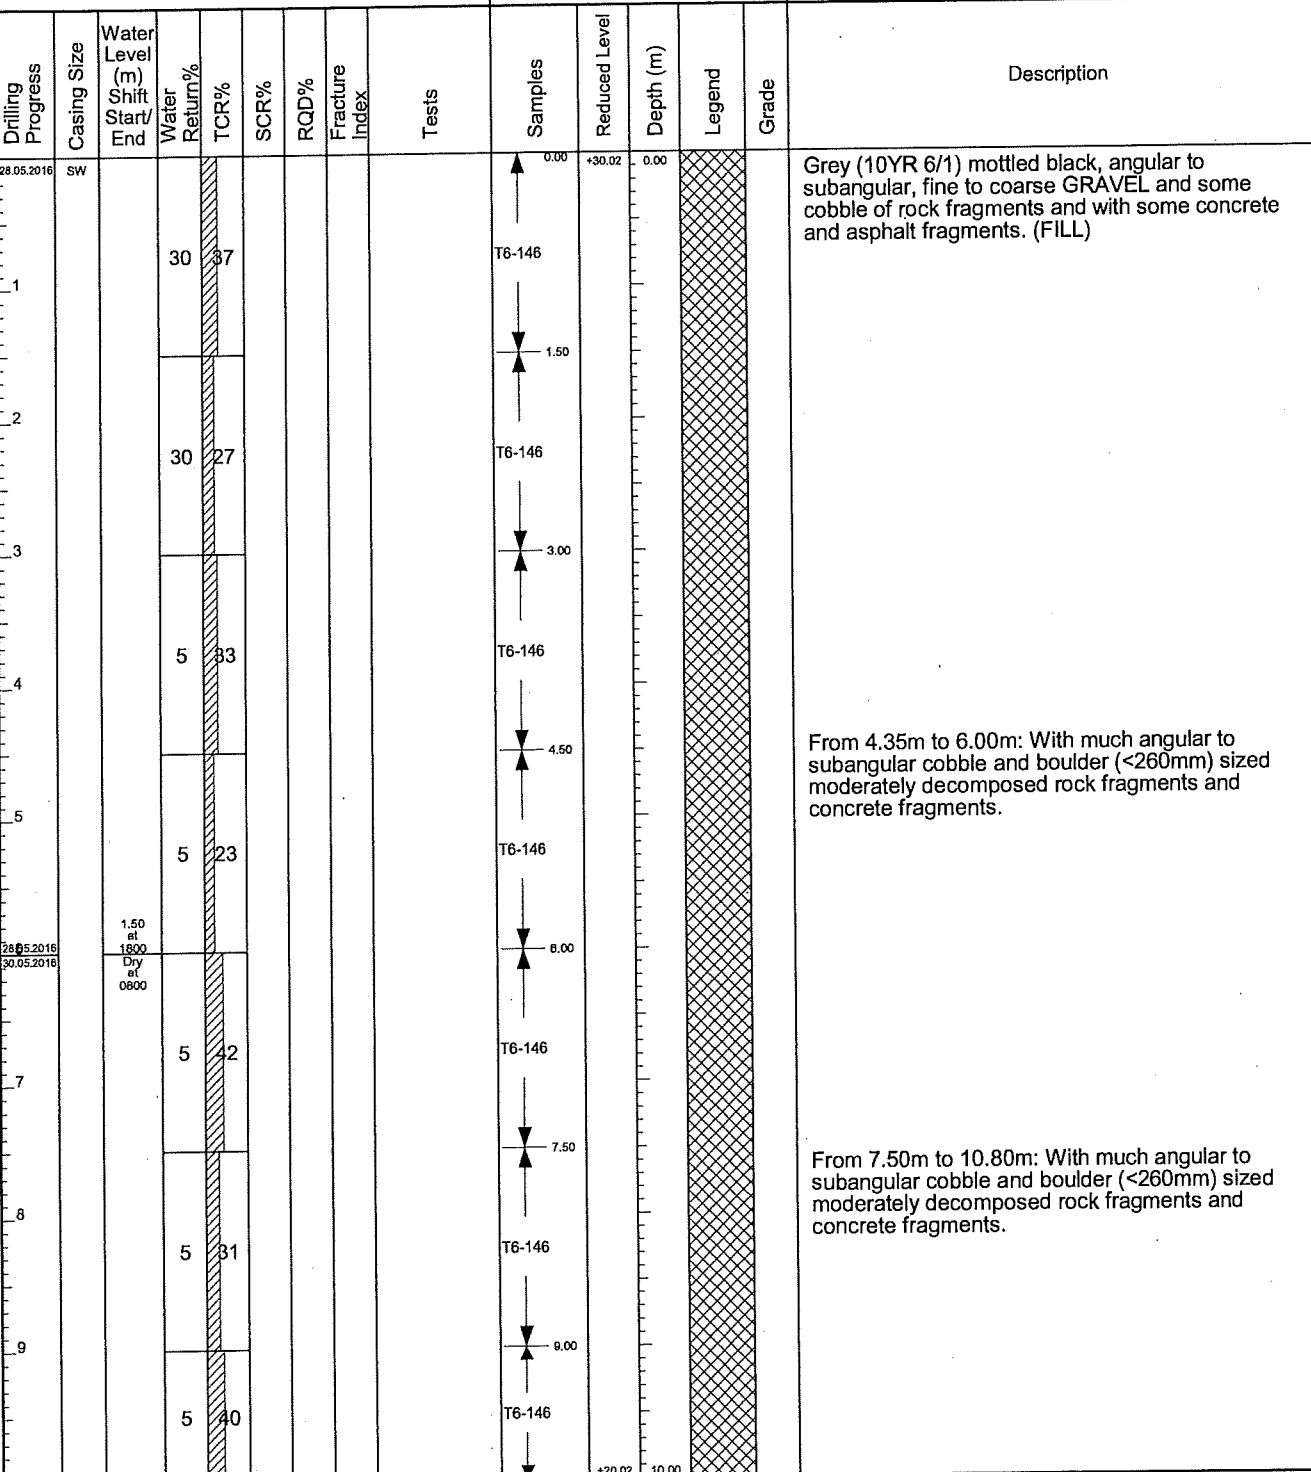 Drilling
Progress
Casing Size
Water
Level
(m)
Shift
Start/
End
Water
Return%
TCR%
SCR%
RQD%
Fracture
Index
Tests
Samples
Reduced Level
Depth (m)
Legend
Grade
Description
28.05.2016
SW
0.00
+30.02
0.00
Grey (10YR 6/1) mottled black, angular to
subangular, fine to coarse GRAVEL and some
cobble of rock fragments and with some concrete
and asphalt fragments. (FILL)
30
37
T6-146
1
1.50
2
30
27
T6-146
3
3.00
5
33
T6-146
4
4.50
From 4.35m to 6.00m: With much angular to
subangular cobble and boulder (<260mm) sized
moderately decomposed rock fragments and
concrete fragments.
5
5
23
T6-146
1.50
at
1800
28.05.2016
6.00
30.05.2016
Dry
at
0800
5
42
T6-146
7
7.50
From 7.50m to 10.80m: With much angular to
subangular cobble and boulder (<260mm) sized
moderately decomposed rock fragments and
concrete fragments.
8
5
31
T6-146
9
9.00
5
40
T6-146
+20.02
10.00